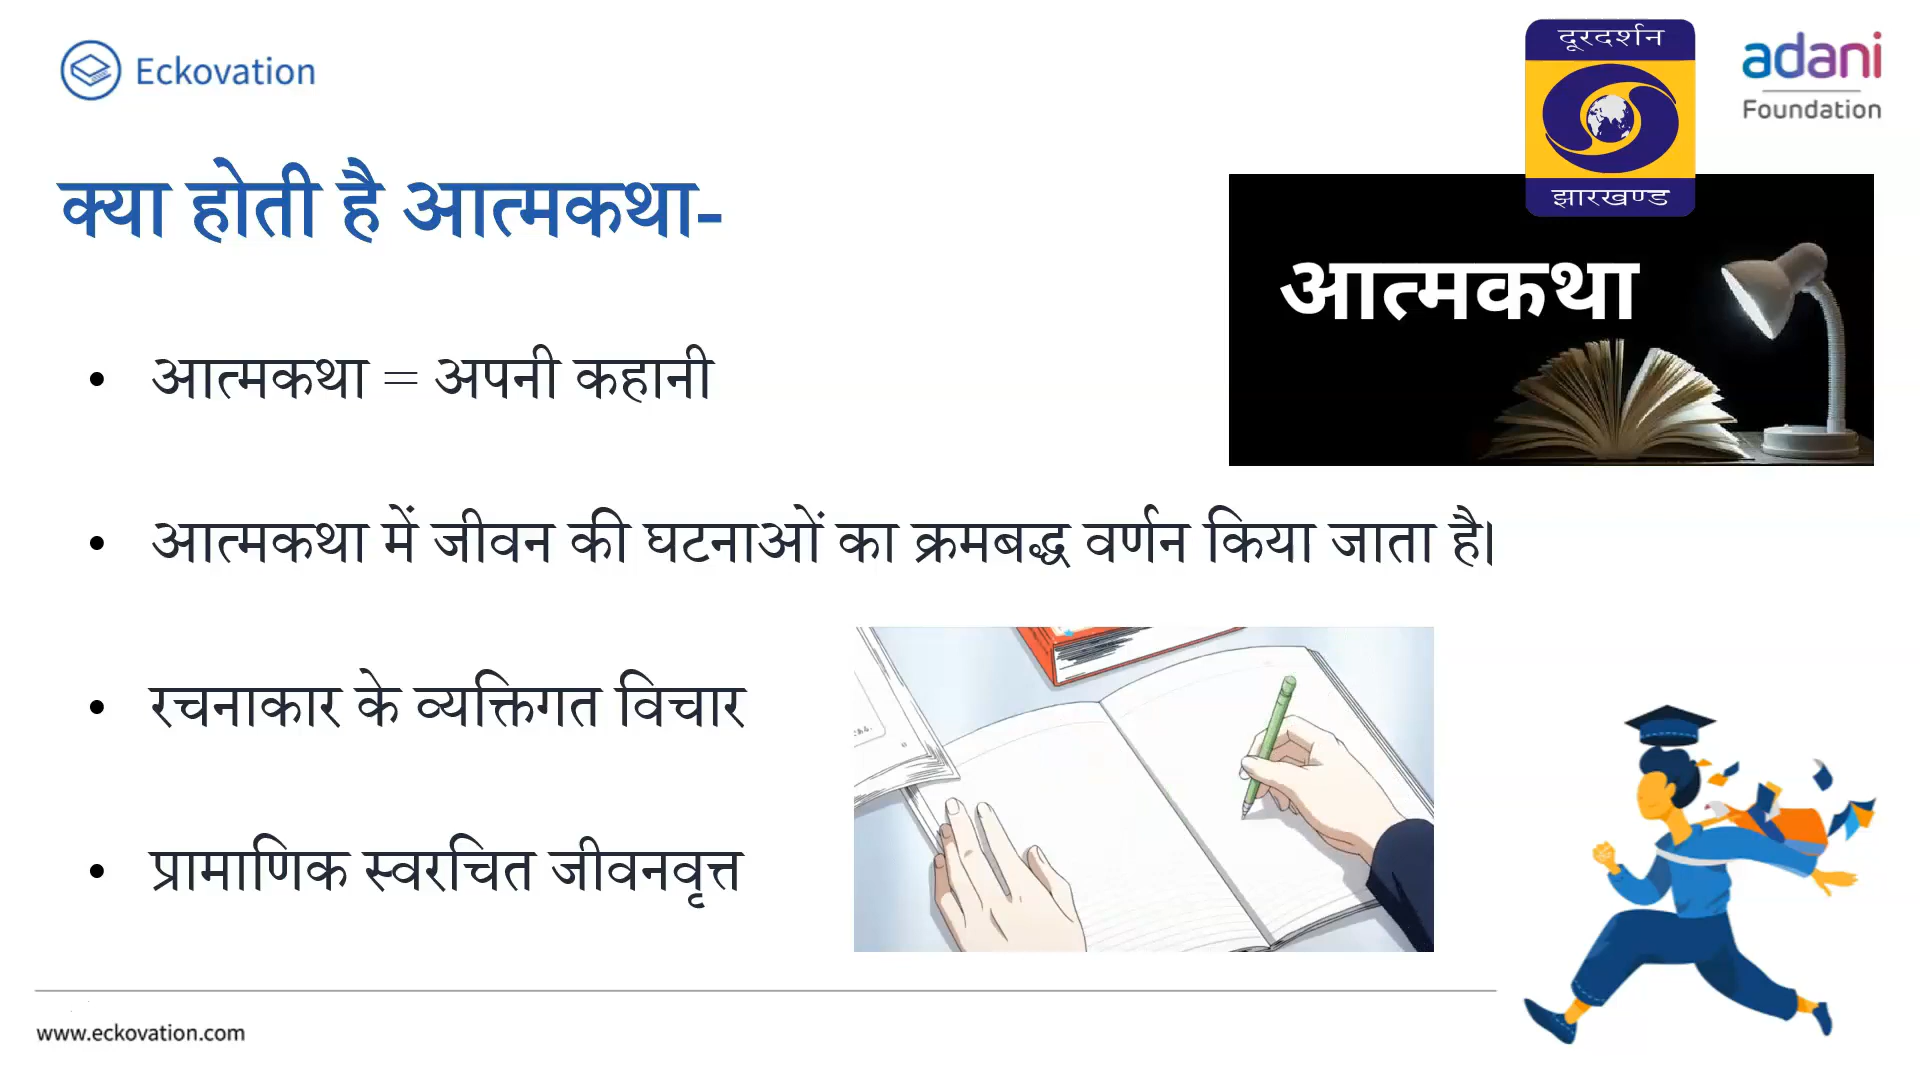 Eckovation
दूरदर्शन
adani
Foundation
झारखण्ड
क्या होती है आत्मकथा-
आत्मकथा
• आत्मकथा = अपनी कहानी
• आत्मकथा में जीवन की घटनाओं का क्रमबद्ध वर्णन किया जाता है।
• रचनाकार के व्यक्तिगत विचार
• प्रामाणिक स्वरचित जीवनवृत्त
www.eckovation.com